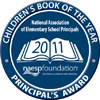 CHILDREN'S BOOK OF THE YEAR
National Association
of Elementary School Principals
2011
naespfoundation
PRINCIPAL'S AWARD